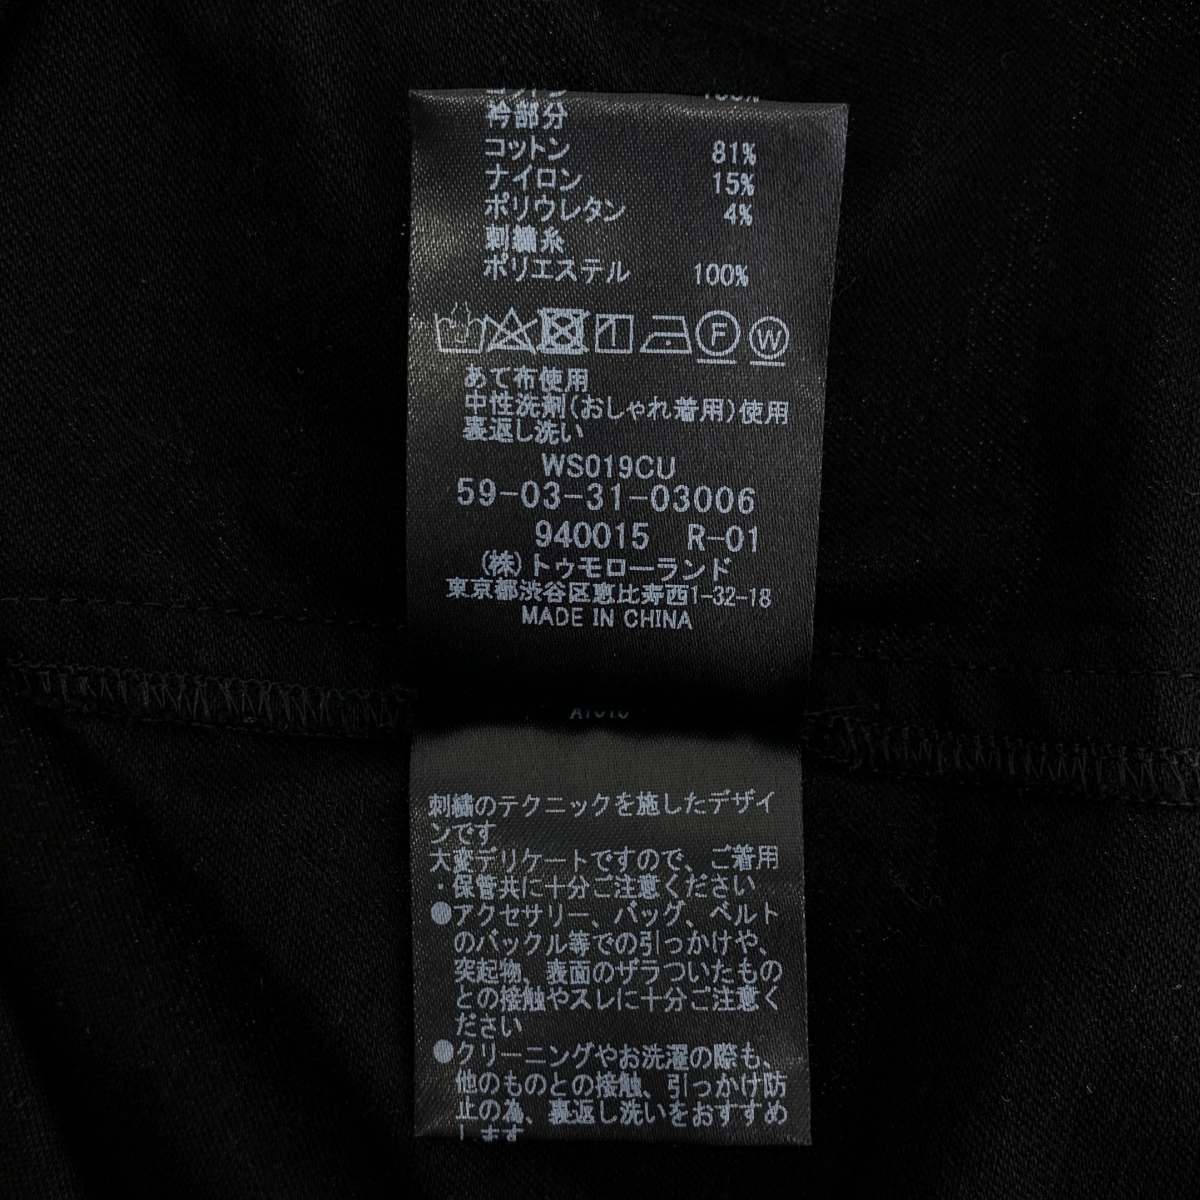 コットン 100%
衿部分
コットン 81%
ナイロン 15%
ポリウレタン 4%
刺繍糸
ポリエステル 100%
F W
あて布使用
中性洗剤(おしゃれ着用)使用
裏返し洗い
WS019CU
59-03-31-03006
940015 R-01
(株)トゥモローランド
東京都渋谷区恵比寿西1-32-18
MADE IN CHINA
刺繍のテクニックを施したデザイ
ンです
大変デリケートですので、ご着用
・保管共に十分ご注意ください
●アクセサリー、バッグ、ベルト
のバックル等での引っかけや、
突起物、表面のザラついたもの
との接触やスレに十分ご注意く
ださい
●クリーニングやお洗濯の際も、
他のものとの接触、引っかけ防
止の為、裏返し洗いをおすすめ
します